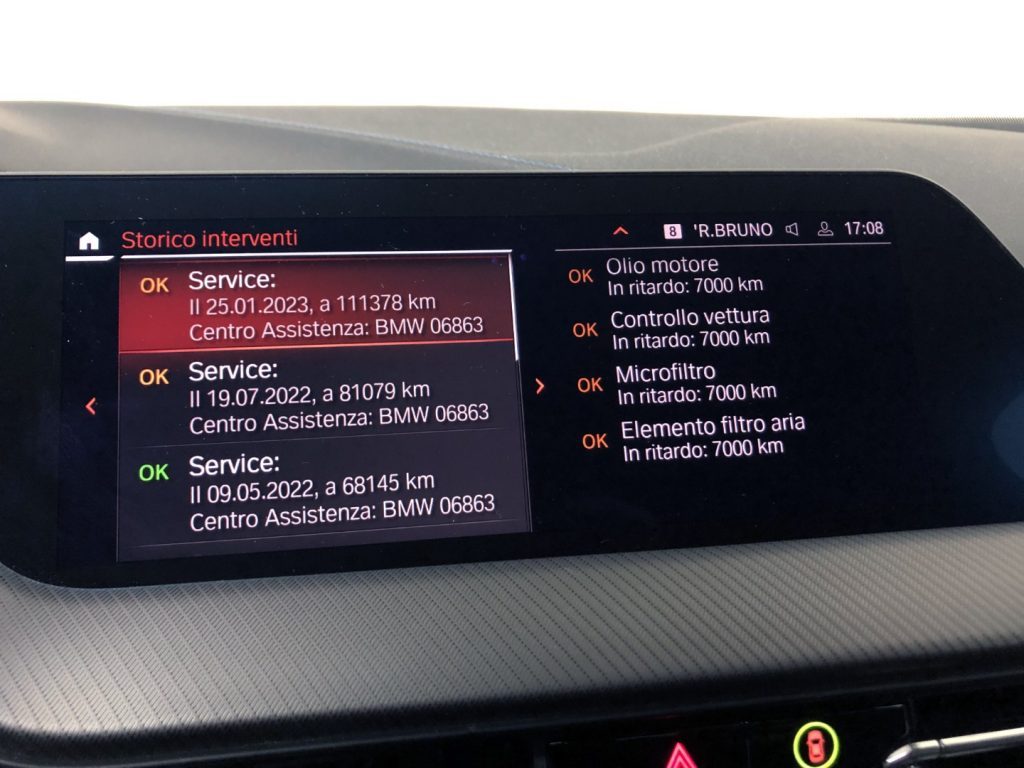 Storico interventi
8 'R.BRUNO 17:08
OK Service:
Il 25.01.2023, a 111378 km
Centro Assistenza: BMW 06863
OK Service:
Il 19.07.2022, a 81079 km
Centro Assistenza: BMW 06863
OK Service:
Il 09.05.2022, a 68145 km
Centro Assistenza: BMW 06863
OK Olio motore
In ritardo: 7000 km
OK Controllo vettura
In ritardo: 7000 km
OK Microfiltro
In ritardo: 7000 km
OK Elemento filtro aria
In ritardo: 7000 km